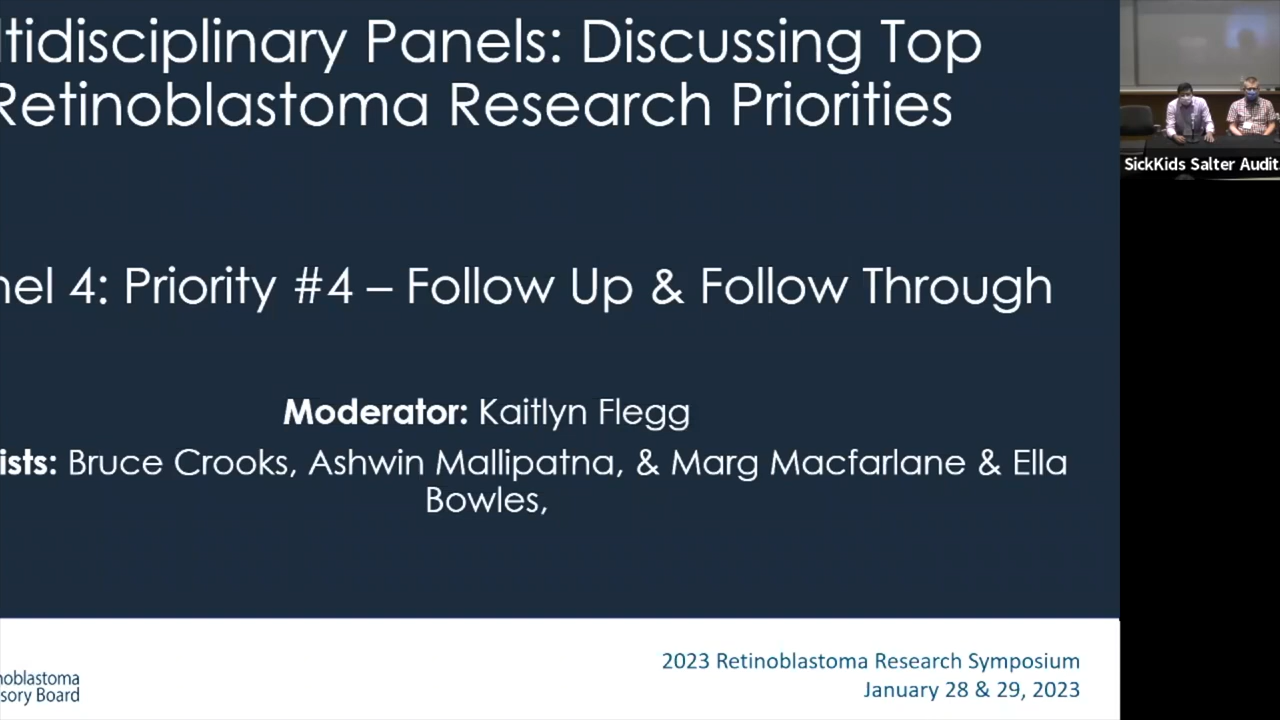 ltidisciplinary Panels: Discussing Top
Retinoblastoma Research Priorities
nel 4: Priority #4 – Follow Up & Follow Through
Moderator: Kaitlyn Flegg
ists: Bruce Crooks, Ashwin Mallipatna, & Marg Macfarlane & Ella
Bowles,
noblastoma
sory Board
2023 Retinoblastoma Research Symposium
January 28 & 29, 2023
SickKids Salter Audit